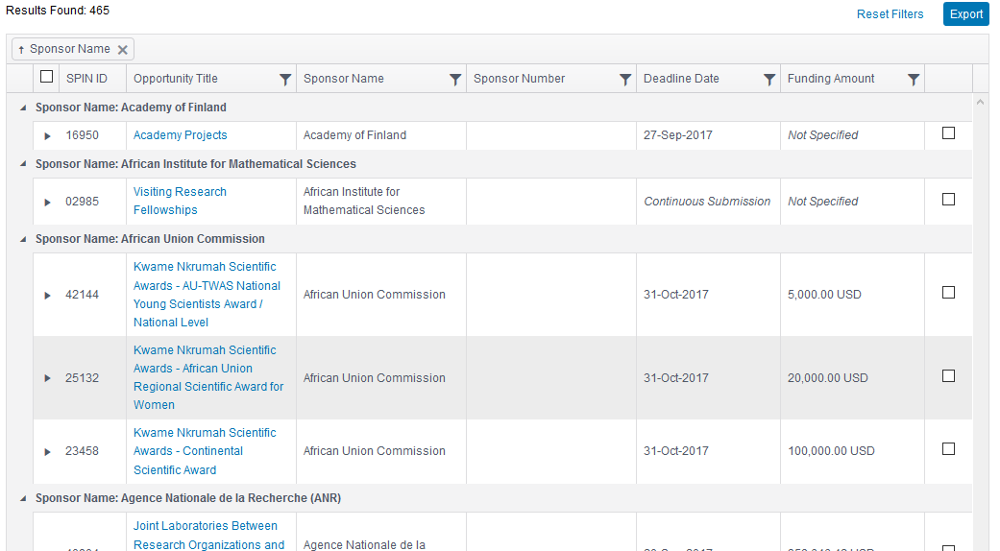 Results Found: 465
Reset Filters
Export
↑ Sponsor Name
SPIN ID Opportunity Title Sponsor Name Sponsor Number Deadline Date Funding Amount
Sponsor Name: Academy of Finland
16950 Academy Projects Academy of Finland 27-Sep-2017 Not Specified
Sponsor Name: African Institute for Mathematical Sciences
02985
Visiting Research
Fellowships
African Institute for
Mathematical Sciences
Continuous Submission
Not Specified
Sponsor Name: African Union Commission
42144
Kwame Nkrumah Scientific
Awards - AU-TWAS National
Young Scientists Award /
National Level
African Union Commission
31-Oct-2017
5,000.00 USD
25132
Kwame Nkrumah Scientific
Awards - African Union
Regional Scientific Award for
Women
African Union Commission
31-Oct-2017
20,000.00 USD
23458
Kwame Nkrumah Scientific
Awards - Continental
Scientific Award
African Union Commission
31-Oct-2017
100,000.00 USD
Sponsor Name: Agence Nationale de la Recherche (ANR)
Joint Laboratories Between
Research Organizations and
Agence Nationale de la